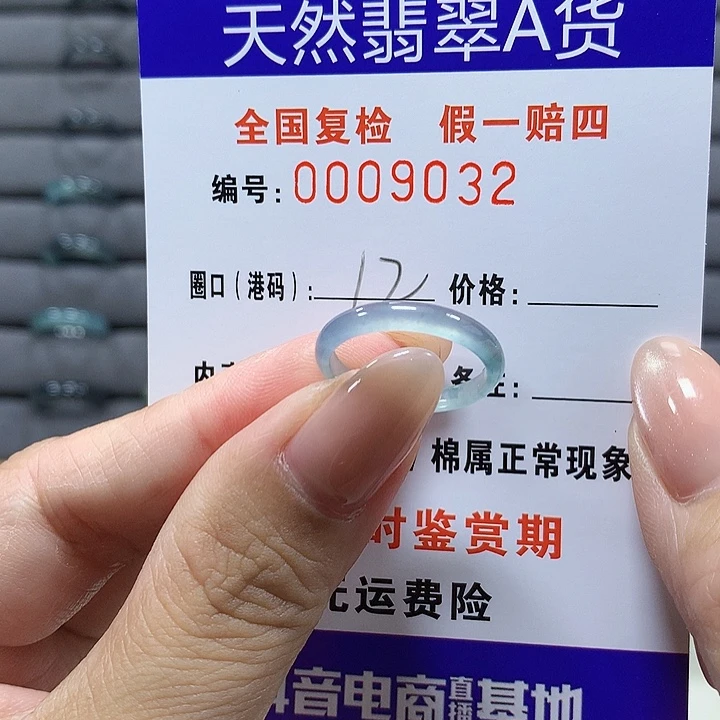 天然翡翠A货
全国复检 假一赔四
编号:0009032
圈口(港码):12 价格:
棉属正常现象
时鉴赏期
运费险
音电商直播基地